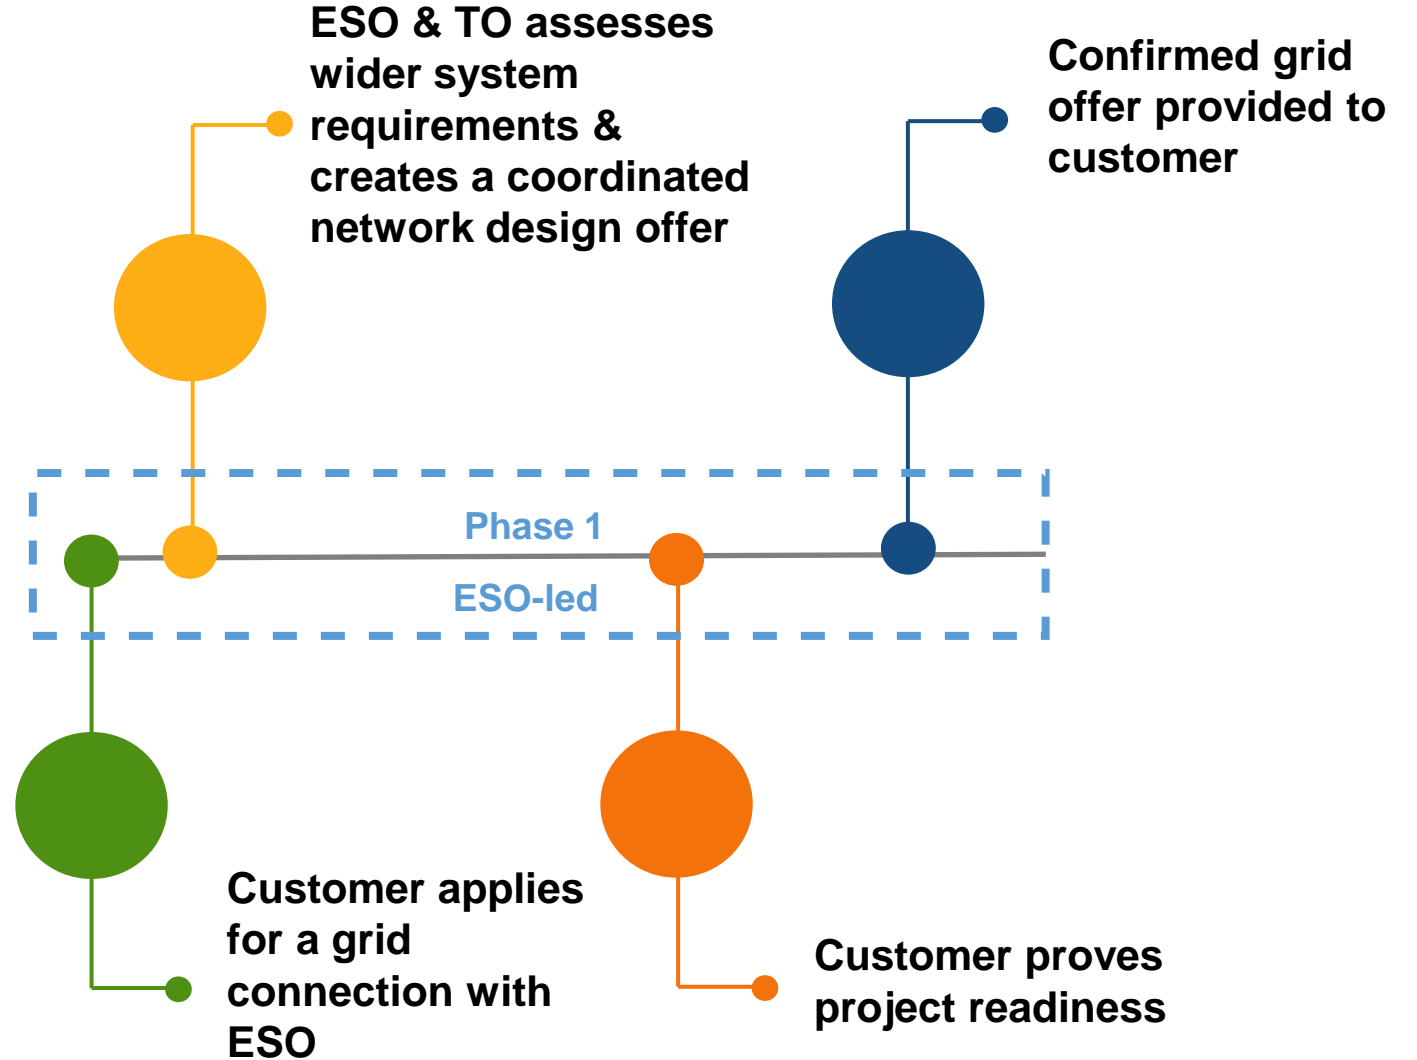 ESO & TO assesses
wider system
requirements &
creates a coordinated
network design offer
Confirmed grid
offer provided to
customer
Phase 1
ESO-led
Customer applies
for a grid
connection with
ESO
Customer proves
project readiness